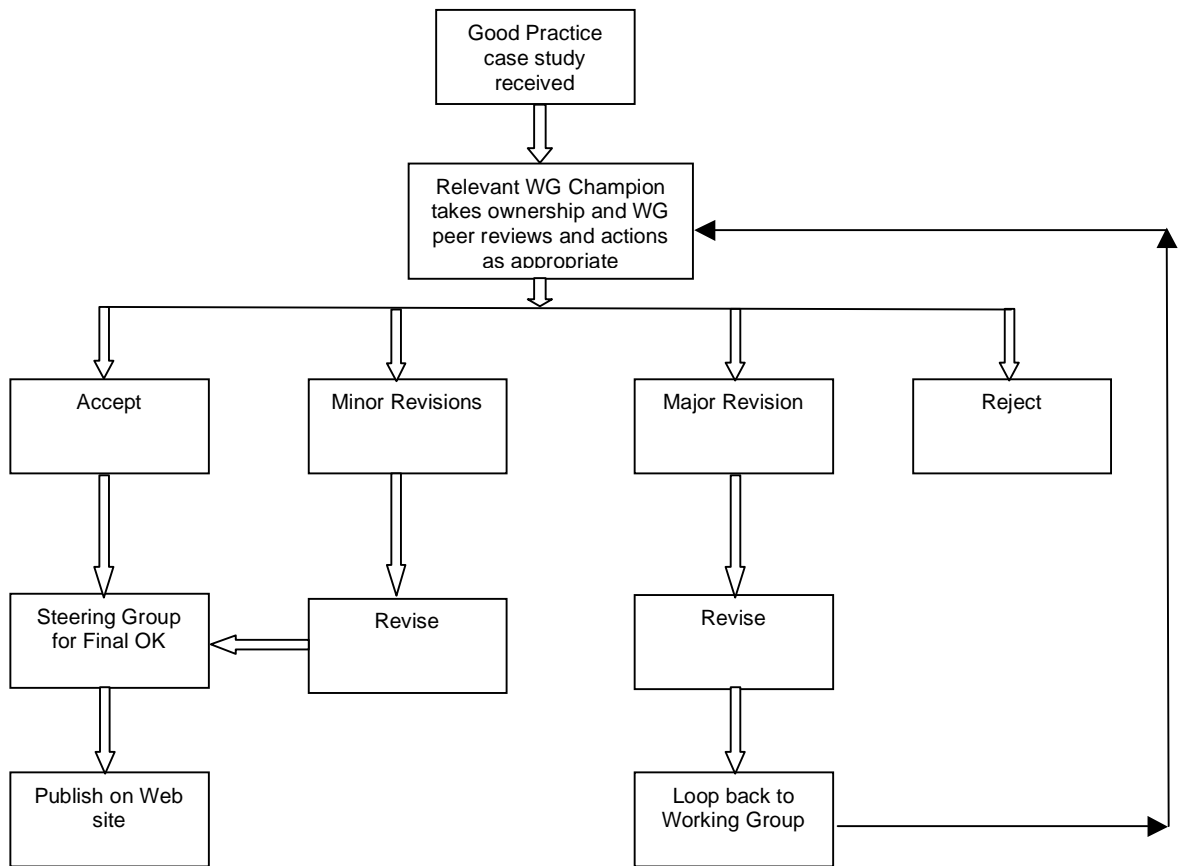 Good Practice
case study
received
Relevant WG Champion
takes ownership and WG
peer reviews and actions
as appropriate
Accept
Minor Revisions
Major Revision
Reject
Steering Group
for Final OK
Revise
Revise
Publish on Web
site
Loop back to
Working Group